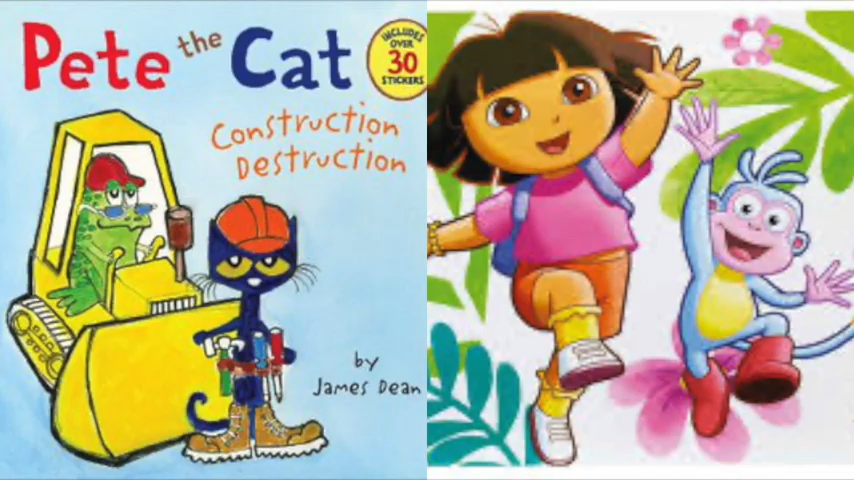 Pete the Cat
INCLUDES
OVER
30
STICKERS
Construction
Destruction
by
James Dean